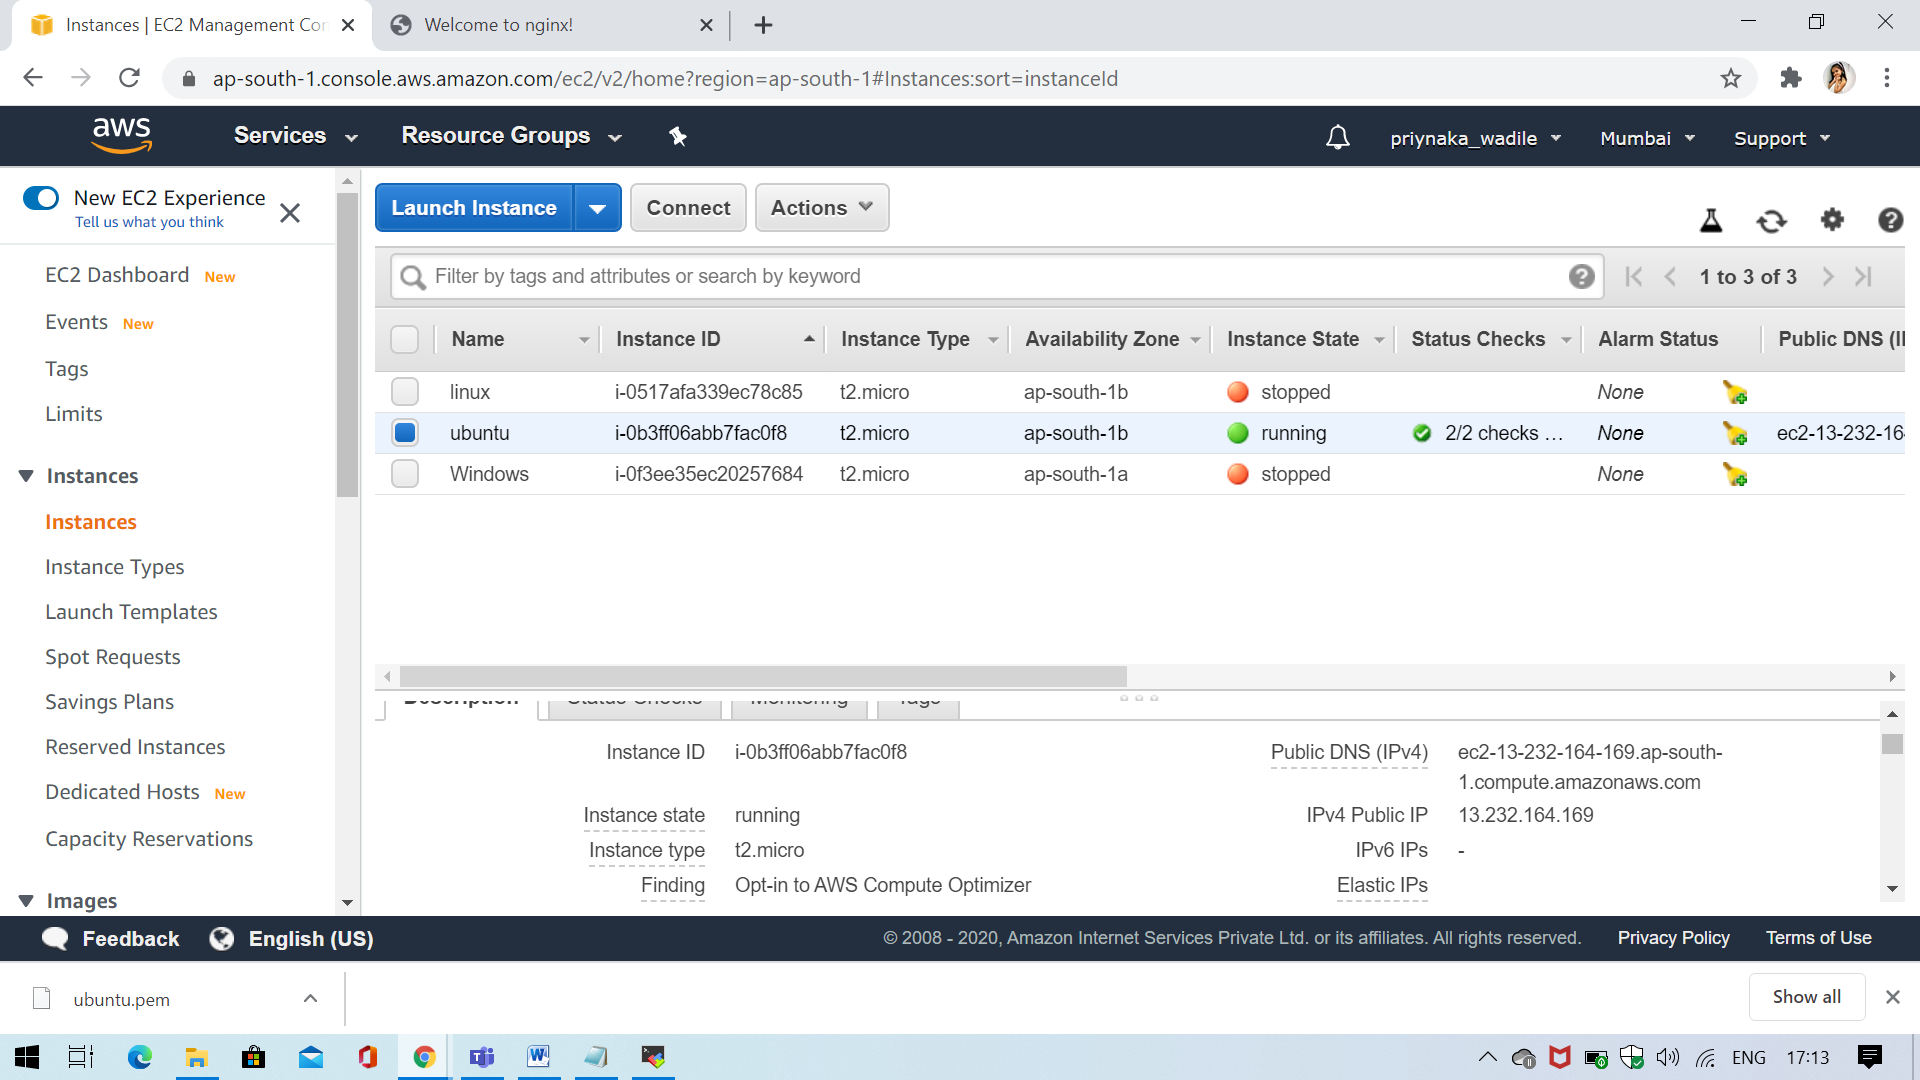 Instances | EC2 Management Con
Welcome to nginx!
ap-south-1.console.aws.amazon.com/ec2/v2/home?region=ap-south-1#Instances:sort=instanceId
aws
Services
Resource Groups
priynaka_wadile
Mumbai
Support
New EC2 Experience
Tell us what you think
EC2 Dashboard New
Events New
Tags
Limits
Instances
Instances
Instance Types
Launch Templates
Spot Requests
Savings Plans
Reserved Instances
Dedicated Hosts New
Capacity Reservations
Images
Launch Instance
Connect
Actions
Filter by tags and attributes or search by keyword
1 to 3 of 3
Name Instance ID Instance Type Availability Zone Instance State Status Checks Alarm Status Public DNS (I
linux i-0517afa339ec78c85 t2.micro ap-south-1b stopped None
ubuntu i-0b3ff06abb7fac0f8 t2.micro ap-south-1b running 2/2 checks ... None ec2-13-232-16
Windows i-0f3ee35ec20257684 t2.micro ap-south-1a stopped None
Description Status Checks Monitoring Tags
Instance ID i-0b3ff06abb7fac0f8
Public DNS (IPv4) ec2-13-232-164-169.ap-south-
1.compute.amazonaws.com
Instance state running
IPv4 Public IP 13.232.164.169
Instance type t2.micro
IPv6 IPs -
Finding Opt-in to AWS Compute Optimizer
Elastic IPs
Feedback
English (US)
© 2008 - 2020, Amazon Internet Services Private Ltd. or its affiliates. All rights reserved.
Privacy Policy
Terms of Use
ubuntu.pem
Show all
ENG
17:13